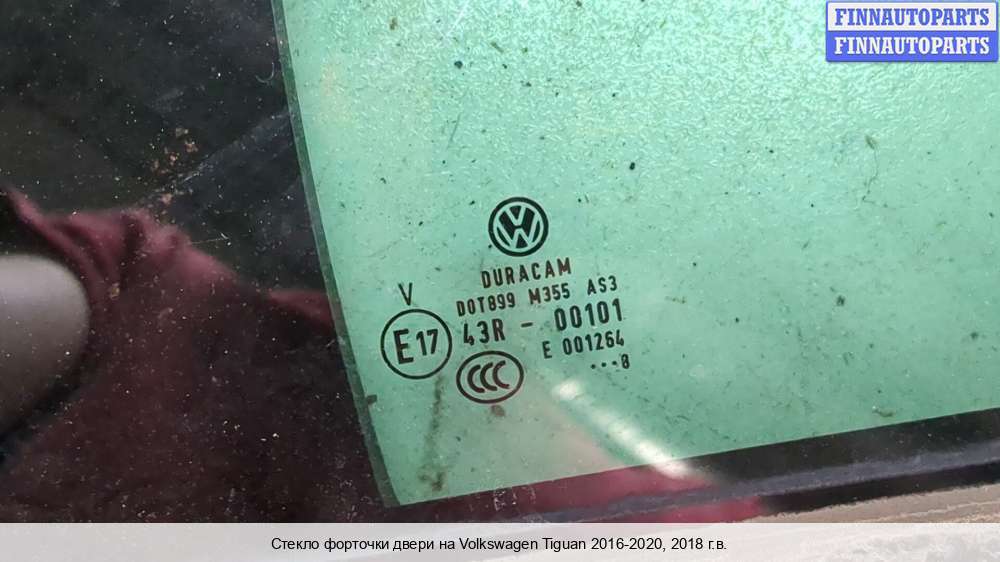 FINNAUTOPARTS
FINNAUTOPARTS
DURACAM
V
DOT899 M355 AS3
E17
43R - 00101
E 001264
CCC
...8
Стекло форточки двери на Volkswagen Tiguan 2016-2020, 2018 г.в.